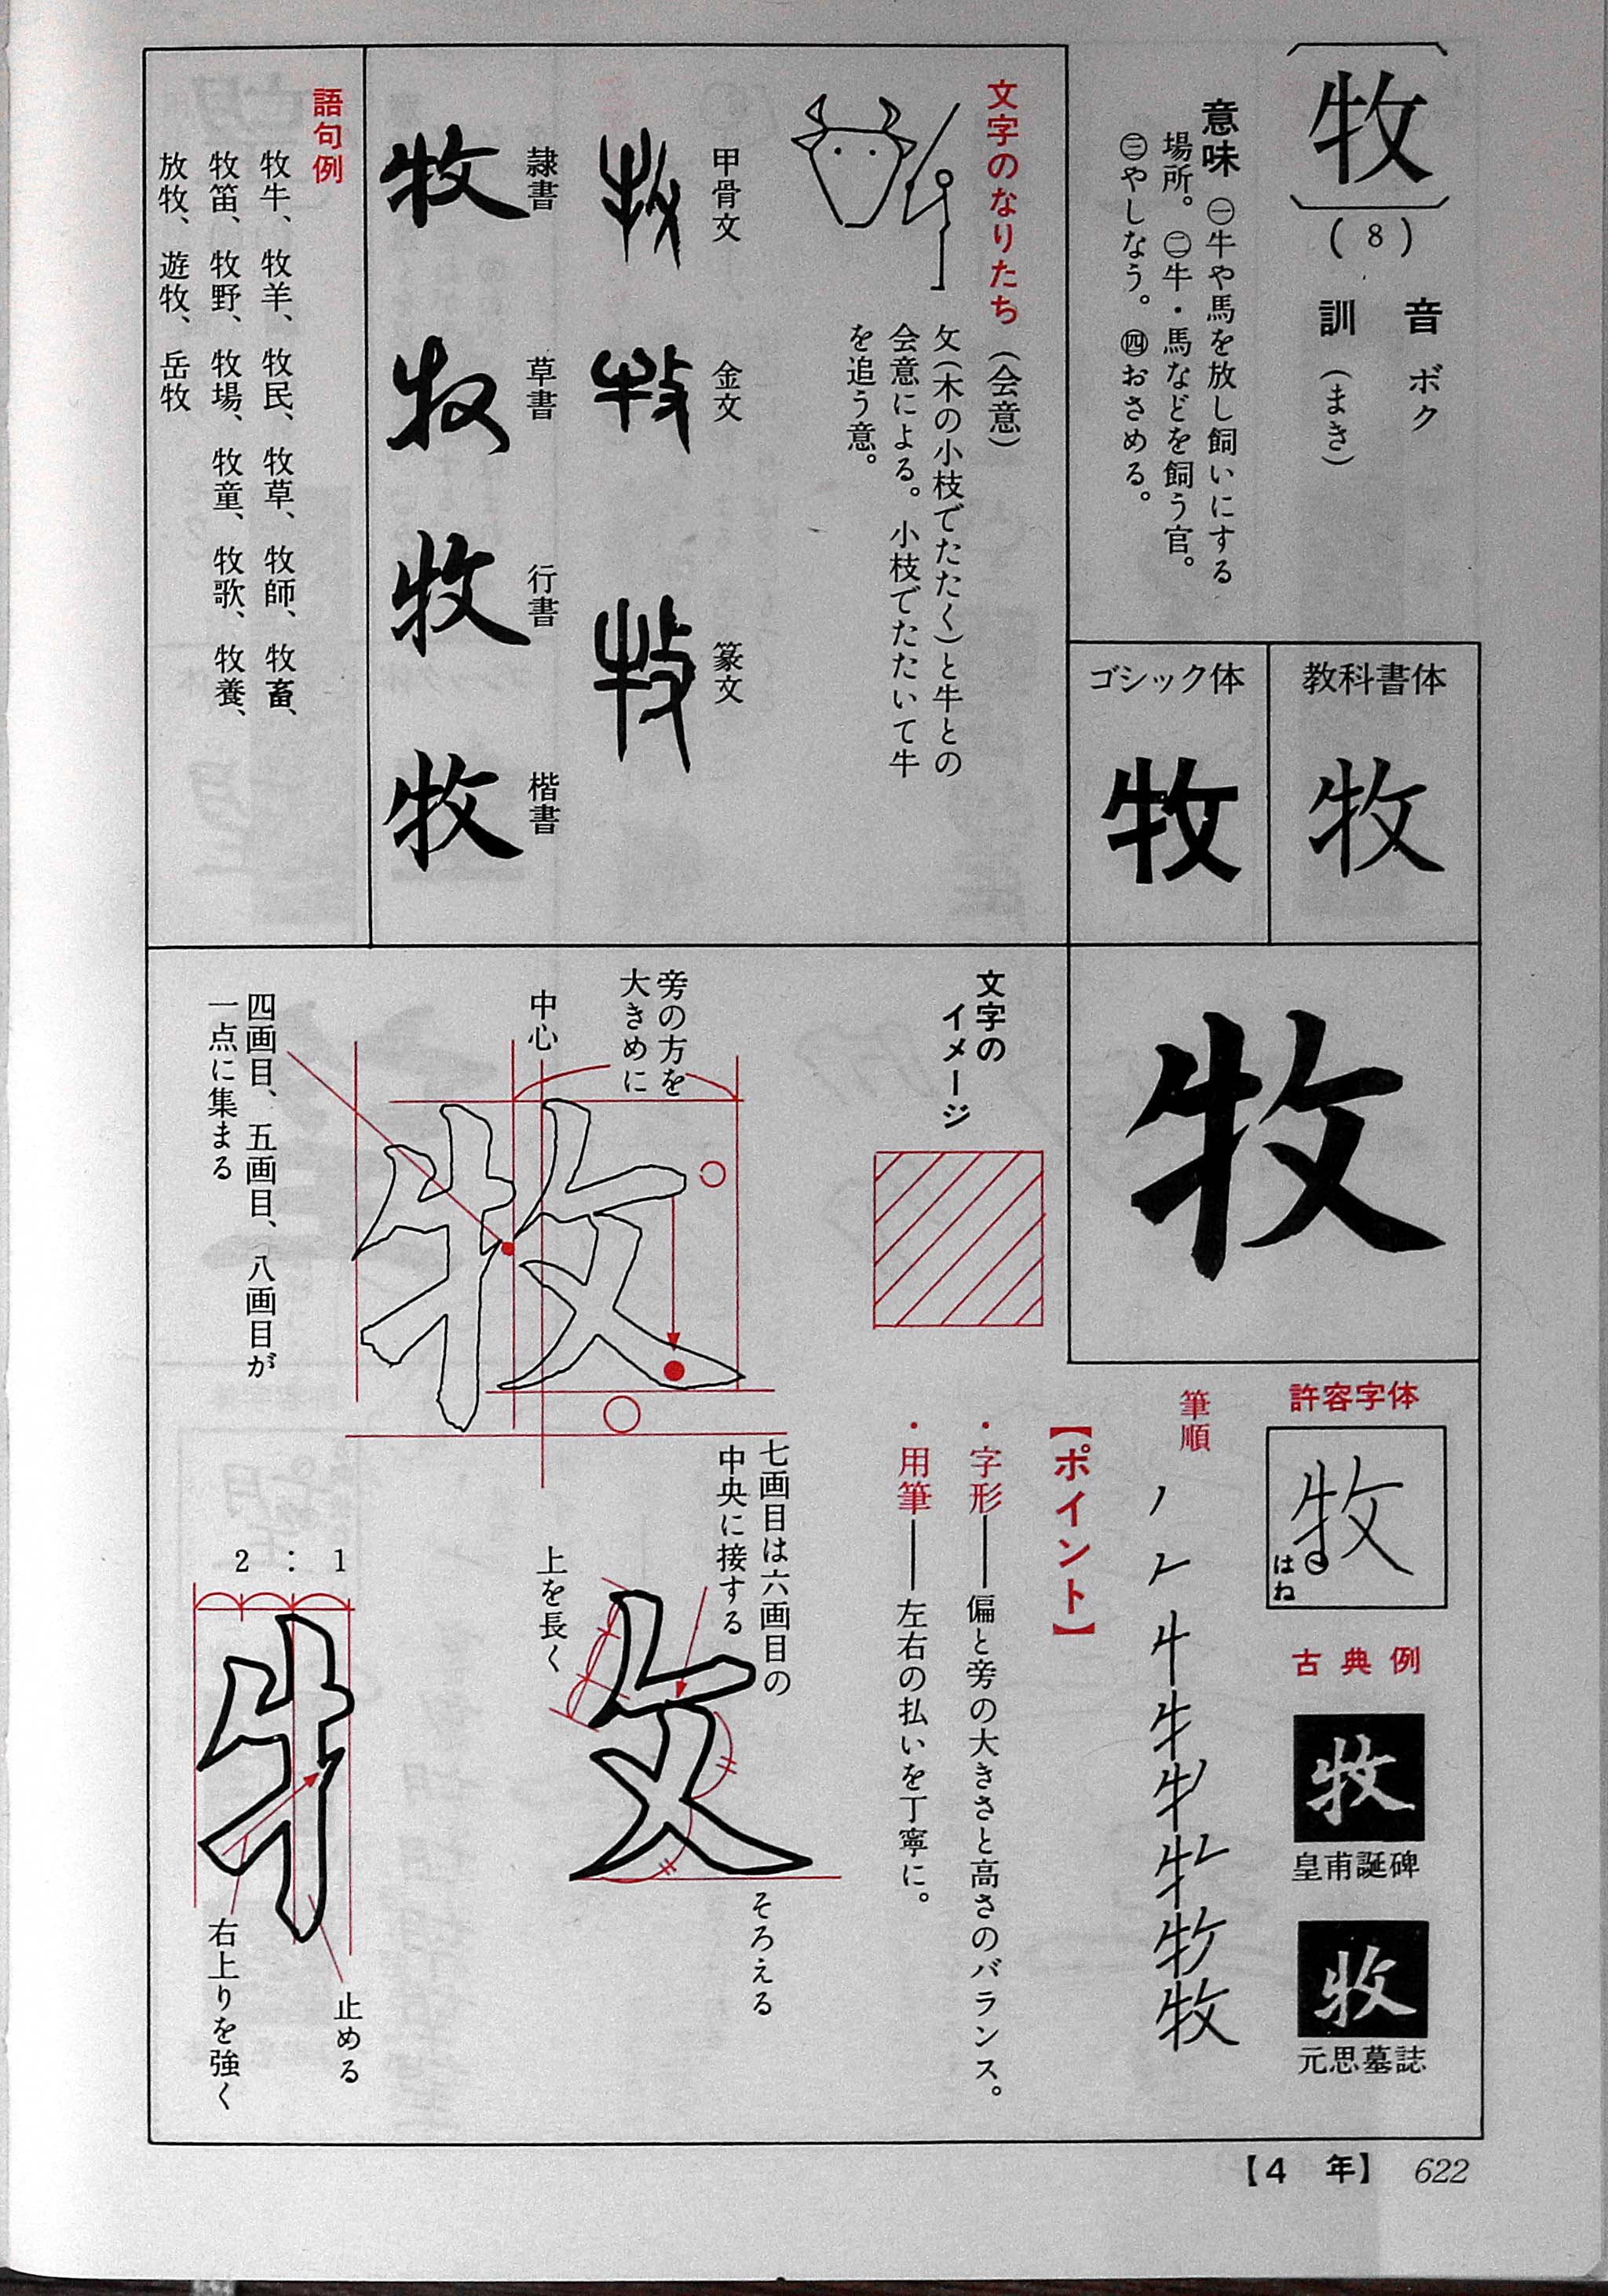 牧
(8)
音 ボク
訓 (まき)
意味 ㊀牛や馬を放し飼いにする
場所。㊁牛・馬などを飼う官。
㊂やしなう。㊃おさめる。
教科書体
牧
ゴシック体
牧
牧
文字のなりたち (会意)
攵(木の小枝でたたく)と牛との
会意による。小枝でたたいて牛
を追う意。
甲骨文
牧
金文
牧
篆文
牧
隷書
牧
草書
牧
行書
牧
楷書
牧
語句例
牧牛、牧羊、牧民、牧草、牧師、牧畜、
牧笛、牧野、牧場、牧童、牧歌、牧養、
放牧、遊牧、岳牧
許容字体
牧
はね
古典例
牧
皇甫誕碑
牧
元思墓誌
筆順
牧
【ポイント】
・字形──偏と旁の大きさと高さのバランス。
・用筆──左右の払いを丁寧に。
文字の
イメージ
旁の方を
大きめに
中心
牧
四画目、五画目、八画目が
一点に集まる
七画目は六画目の
中央に接する
上を長く
攵
そろえる
2:1
牛
止める
右上りを強く
【4 年】 622